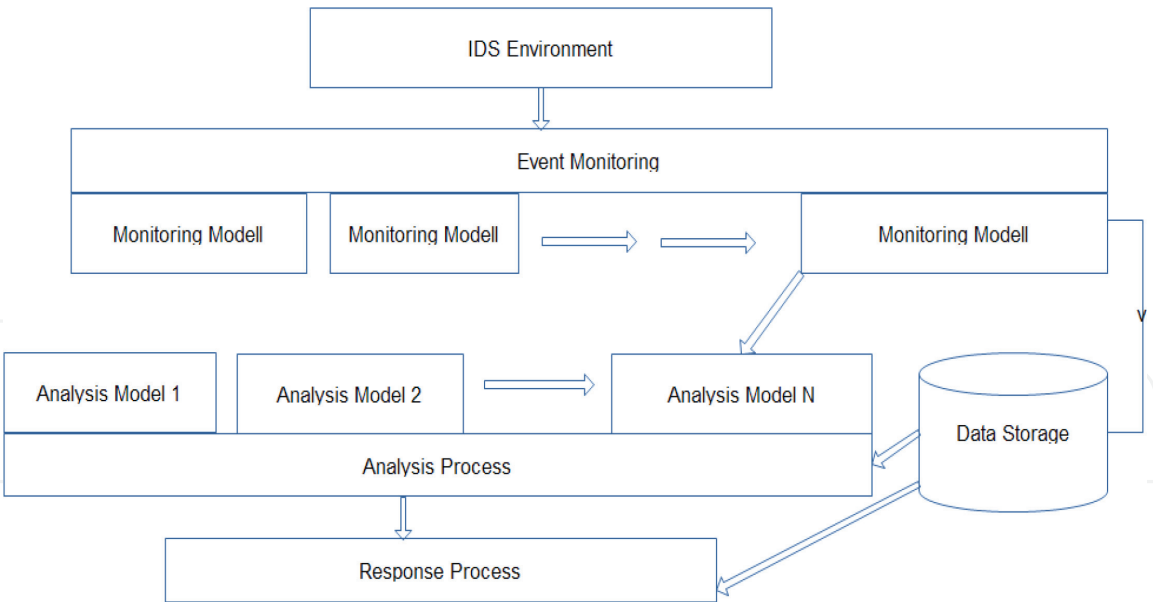 IDS Environment
Event Monitoring
Monitoring Modell
Monitoring Modell
Monitoring Modell
v
Analysis Model 1
Analysis Model 2
Analysis Model N
Data Storage
Analysis Process
Response Process